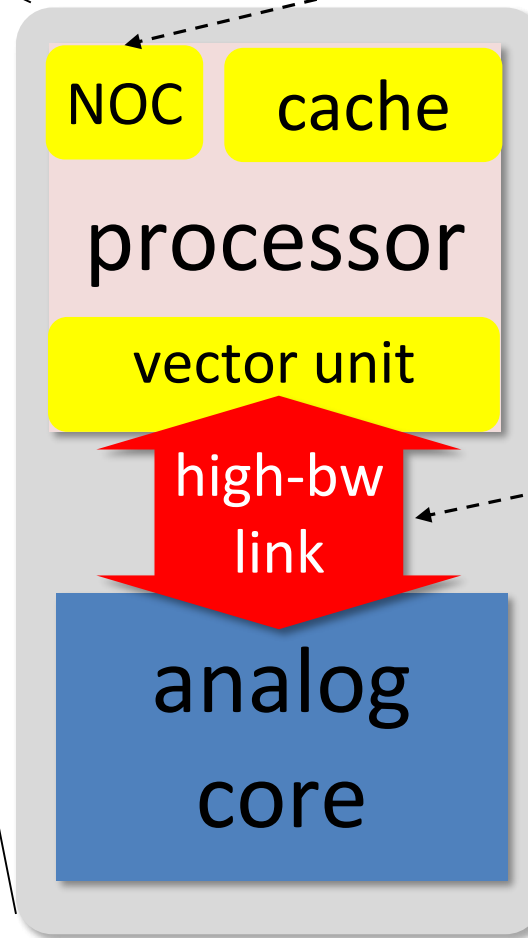 NOC
cache
processor
vector unit
high-bw
link
analog
core